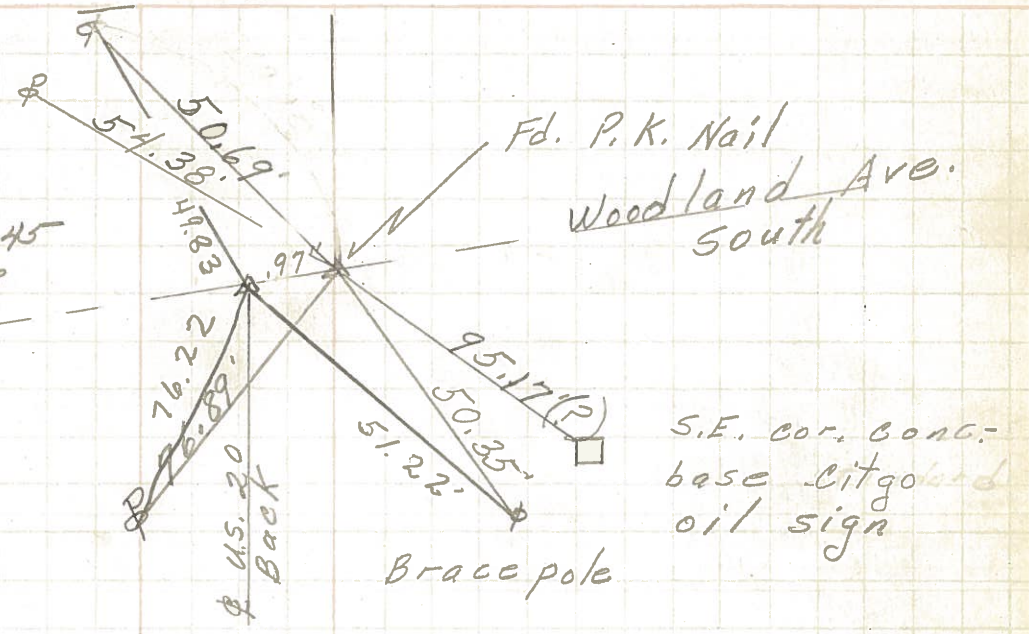 50.69'
54.38'
Fd. P. K. Nail
Woodland Ave.
South
45
49.83
.97'
76.22
76.89'
95.17'(?)
50.35'
51.22'
U.S. 20
Back
S.E. cor. conc.
base Citgo
oil sign
Brace pole